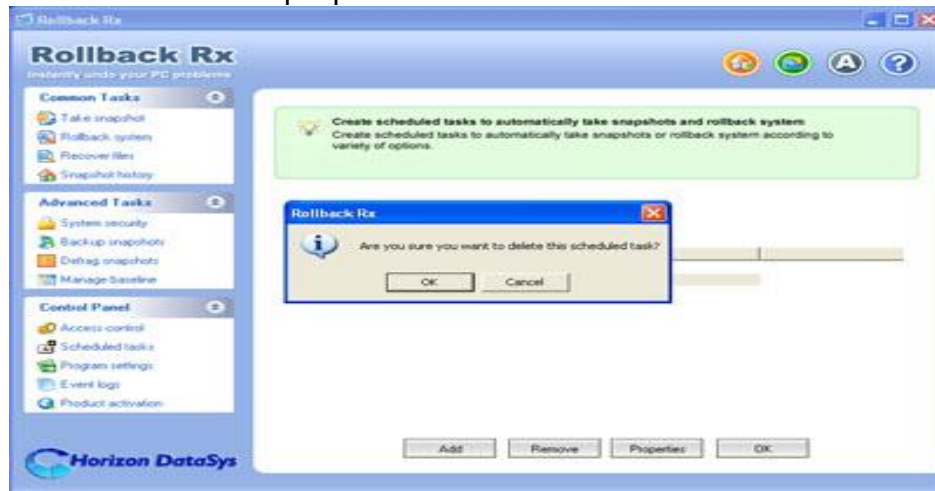 Rollback Rx
Rollback Rx
Instantly undo your PC problems
Common Tasks
Take snapshot
Rollback system
Recover files
Snapshot history
Advanced Tasks
System security
Backup snapshots
Defrag snapshots
Manage baseline
Control Panel
Access control
Scheduled tasks
Program settings
Event logs
Product activation
Horizon DataSys
Create scheduled tasks to automatically take snapshots and rollback system
Create scheduled tasks to automatically take snapshots or rollback system according to
variety of options.
Rollback Rx
Are you sure you want to delete this scheduled task?
OK Cancel
Add Remove Properties OK